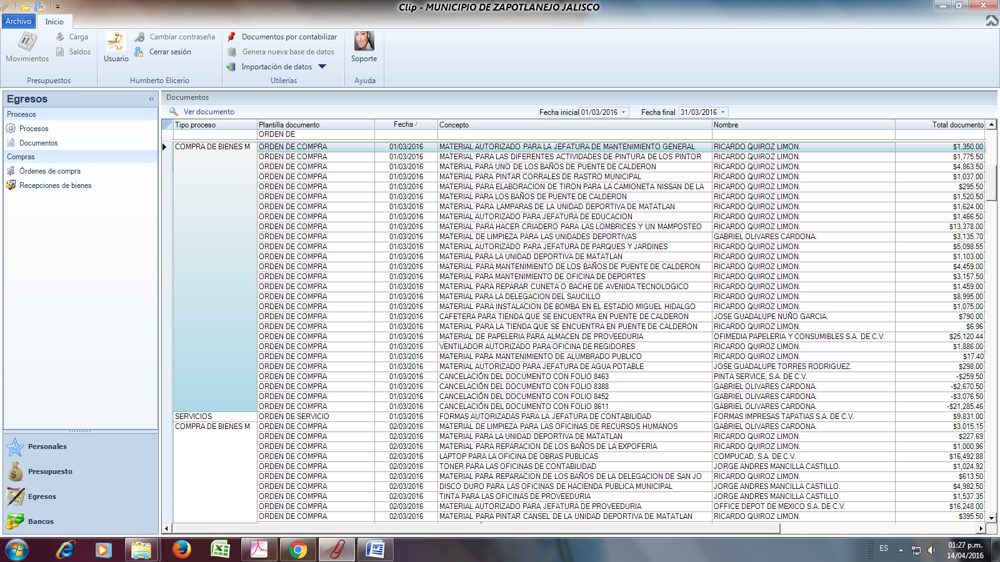 Clip - MUNICIPIO DE ZAPOTLANEJO JALISCO
Archivo Inicio
Movimientos Carga Saldos Presupuestos
Usuario Cambiar contraseña Cerrar sesión Humberto Elicerio
Documentos por contabilizar Genera nueva base de datos Importación de datos Utilerías
Soporte Ayuda
Egresos «
Procesos
Procesos
Documentos
Compras
Órdenes de compra
Recepciones de bienes
Personales
Presupuesto
Egresos
Bancos
Documentos
Ver documento Fecha inicial 01/03/2016 Fecha final 31/03/2016
Tipo proceso Plantilla documento Fecha Concepto Nombre Total documento
ORDEN DE
COMPRA DE BIENES M ORDEN DE COMPRA 01/03/2016 MATERIAL AUTORIZADO PARA LA JEFATURA DE MANTENIMIENTO GENERAL RICARDO QUIROZ LIMON. $1,350.00
ORDEN DE COMPRA 01/03/2016 MATERIAL PARA LAS DIFERENTES ACTIVIDADES DE PINTURA DE LOS PINTOR RICARDO QUIROZ LIMON. $1,775.50
ORDEN DE COMPRA 01/03/2016 MATERIAL PARA UNO DE LOS BAÑOS DE PUENTE DE CALDERON RICARDO QUIROZ LIMON. $4,863.50
ORDEN DE COMPRA 01/03/2016 MATERIAL PARA PINTAR CORRALES DE RASTRO MUNICIPAL RICARDO QUIROZ LIMON. $1,037.00
ORDEN DE COMPRA 01/03/2016 MATERIAL PARA ELABORACION DE TIRON PARA LA CAMIONETA NISSAN DE LA RICARDO QUIROZ LIMON. $295.50
ORDEN DE COMPRA 01/03/2016 MATERIAL PARA LOS BAÑOS DE PUENTE DE CALDERON RICARDO QUIROZ LIMON. $1,520.50
ORDEN DE COMPRA 01/03/2016 MATERIAL PARA LAMPARAS DE LA UNIDAD DEPORTIVA DE MATATLAN RICARDO QUIROZ LIMON. $1,624.00
ORDEN DE COMPRA 01/03/2016 MATERIAL AUTORIZADO PARA JEFATURA DE EDUCACION RICARDO QUIROZ LIMON. $1,466.50
ORDEN DE COMPRA 01/03/2016 MATERIAL PARA HACER CRIADERO PARA LAS LOMBRICES Y UN MAMPOSTEO RICARDO QUIROZ LIMON. $13,378.00
ORDEN DE COMPRA 01/03/2016 MATERIAL DE LIMPIEZA PARA LAS UNIDADES DEPORTIVAS GABRIEL OLIVARES CARDONA. $3,135.70
ORDEN DE COMPRA 01/03/2016 MATERIAL AUTORIZADO PARA JEFATURA DE PARQUES Y JARDINES RICARDO QUIROZ LIMON. $5,098.55
ORDEN DE COMPRA 01/03/2016 MATERIAL PARA LA UNIDAD DEPORTIVA DE MATATLAN RICARDO QUIROZ LIMON. $1,103.00
ORDEN DE COMPRA 01/03/2016 MATERIAL PARA MANTENIMIENTO DE LOS BAÑOS DE PUENTE DE CALDERON RICARDO QUIROZ LIMON. $4,459.00
ORDEN DE COMPRA 01/03/2016 MATERIAL PARA MANTENIMIENTO DE OFICINA DE DEPORTES RICARDO QUIROZ LIMON. $3,157.50
ORDEN DE COMPRA 01/03/2016 MATERIAL PARA REPARAR CUNETA O BACHE DE AVENIDA TECNOLOGICO RICARDO QUIROZ LIMON. $1,459.00
ORDEN DE COMPRA 01/03/2016 MATERIAL PARA LA DELEGACION DEL SAUCILLO RICARDO QUIROZ LIMON. $8,995.00
ORDEN DE COMPRA 01/03/2016 MATERIAL PARA INSTALACION DE BOMBA EN EL ESTADIO MIGUEL HIDALGO RICARDO QUIROZ LIMON. $1,075.00
ORDEN DE COMPRA 01/03/2016 CAFETERA PARA TIENDA QUE SE ENCUENTRA EN PUENTE DE CALDERON JOSE GUADALUPE NUÑO GARCIA. $790.00
ORDEN DE COMPRA 01/03/2016 MATERIAL PARA LA TIENDA QUE SE ENCUENTRA EN PUENTE DE CALDERON RICARDO QUIROZ LIMON. $6.96
ORDEN DE COMPRA 01/03/2016 MATERIAL DE PAPELERIA PARA ALMACEN DE PROVEEDURIA OFIMEDIA PAPELERIA Y CONSUMIBLES S.A. DE C.V. $25,120.44
ORDEN DE COMPRA 01/03/2016 VENTILADOR AUTORIZADO PARA OFICINA DE REGIDORES RICARDO QUIROZ LIMON. $1,886.00
ORDEN DE COMPRA 01/03/2016 MATERIAL PARA MANTENIMIENTO DE ALUMBRADO PUBLICO RICARDO QUIROZ LIMON. $17.40
ORDEN DE COMPRA 01/03/2016 MATERIAL AUTORIZADO PARA JEFATURA DE AGUA POTABLE JOSE GUADALUPE TORRES RODRIGUEZ. $298.00
ORDEN DE COMPRA 01/03/2016 CANCELACIÓN DEL DOCUMENTO CON FOLIO 8463 PINTA SERVICE, S.A. DE C.V. -$259.50
ORDEN DE COMPRA 01/03/2016 CANCELACIÓN DEL DOCUMENTO CON FOLIO 8388 GABRIEL OLIVARES CARDONA. -$2,670.50
ORDEN DE COMPRA 01/03/2016 CANCELACIÓN DEL DOCUMENTO CON FOLIO 8452 GABRIEL OLIVARES CARDONA. -$3,076.50
ORDEN DE COMPRA 01/03/2016 CANCELACIÓN DEL DOCUMENTO CON FOLIO 8611 GABRIEL OLIVARES CARDONA. -$21,285.46
SERVICIOS ORDEN DE SERVICIO 01/03/2016 FORMAS AUTORIZADAS PARA LA JEFATURA DE CONTABILIDAD FORMAS IMPRESAS TAPATIAS S.A. DE C.V. $9,831.00
COMPRA DE BIENES M ORDEN DE COMPRA 02/03/2016 MATERIAL DE LIMPIEZA PARA LAS OFICINAS DE RECURSOS HUMANOS GABRIEL OLIVARES CARDONA. $3,015.15
ORDEN DE COMPRA 02/03/2016 MATERIAL PARA LA UNIDAD DEPORTIVA DE MATATLAN RICARDO QUIROZ LIMON. $227.69
ORDEN DE COMPRA 02/03/2016 MATERIAL PARA REPARACION DE LOS BAÑOS DE LA EXPOFERIA RICARDO QUIROZ LIMON. $1,000.96
ORDEN DE COMPRA 02/03/2016 LAPTOP PARA LA OFICINA DE OBRAS PUBLICAS COMPUCAD, S.A. DE C.V. $16,492.88
ORDEN DE COMPRA 02/03/2016 TONER PARA LAS OFICINAS DE CONTABILIDAD JORGE ANDRES MANCILLA CASTILLO. $1,024.92
ORDEN DE COMPRA 02/03/2016 MATERIAL PARA REPARACION DE LOS BAÑOS DE LA DELEGACION DE SAN JO RICARDO QUIROZ LIMON. $613.50
ORDEN DE COMPRA 02/03/2016 DISCO DURO PARA LAS OFICINAS DE HACIENDA PUBLICA MUNICIPAL JORGE ANDRES MANCILLA CASTILLO. $4,982.50
ORDEN DE COMPRA 02/03/2016 TINTA PARA LAS OFICINAS DE PROVEEDURIA JORGE ANDRES MANCILLA CASTILLO. $1,537.35
ORDEN DE COMPRA 02/03/2016 MATERIAL AUTORIZADO PARA JEFATURA DE PROVEEDURIA OFFICE DEPOT DE MEXICO S.A. DE C.V. $16,248.00
ORDEN DE COMPRA 02/03/2016 MATERIAL PARA PINTAR CANSEL DE LA UNIDAD DEPORTIVA DE MATATLAN RICARDO QUIROZ LIMON. $395.50
ES 01:27 p.m.
14/04/2016